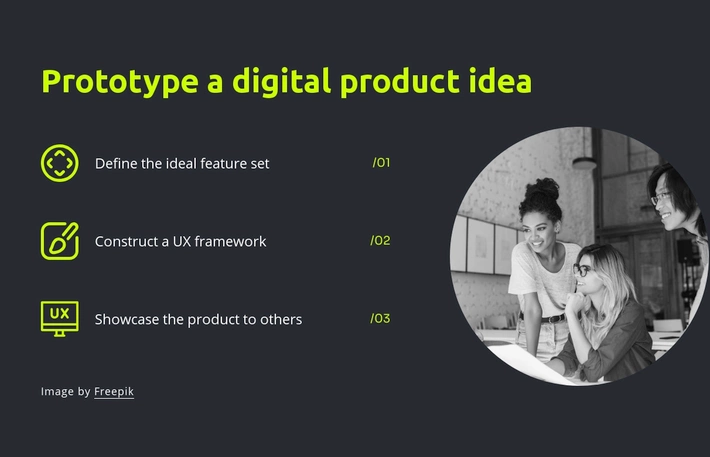 Prototype a digital product idea
Define the ideal feature set /01
Construct a UX framework /02
UX
Showcase the product to others /03
Image by Freepik